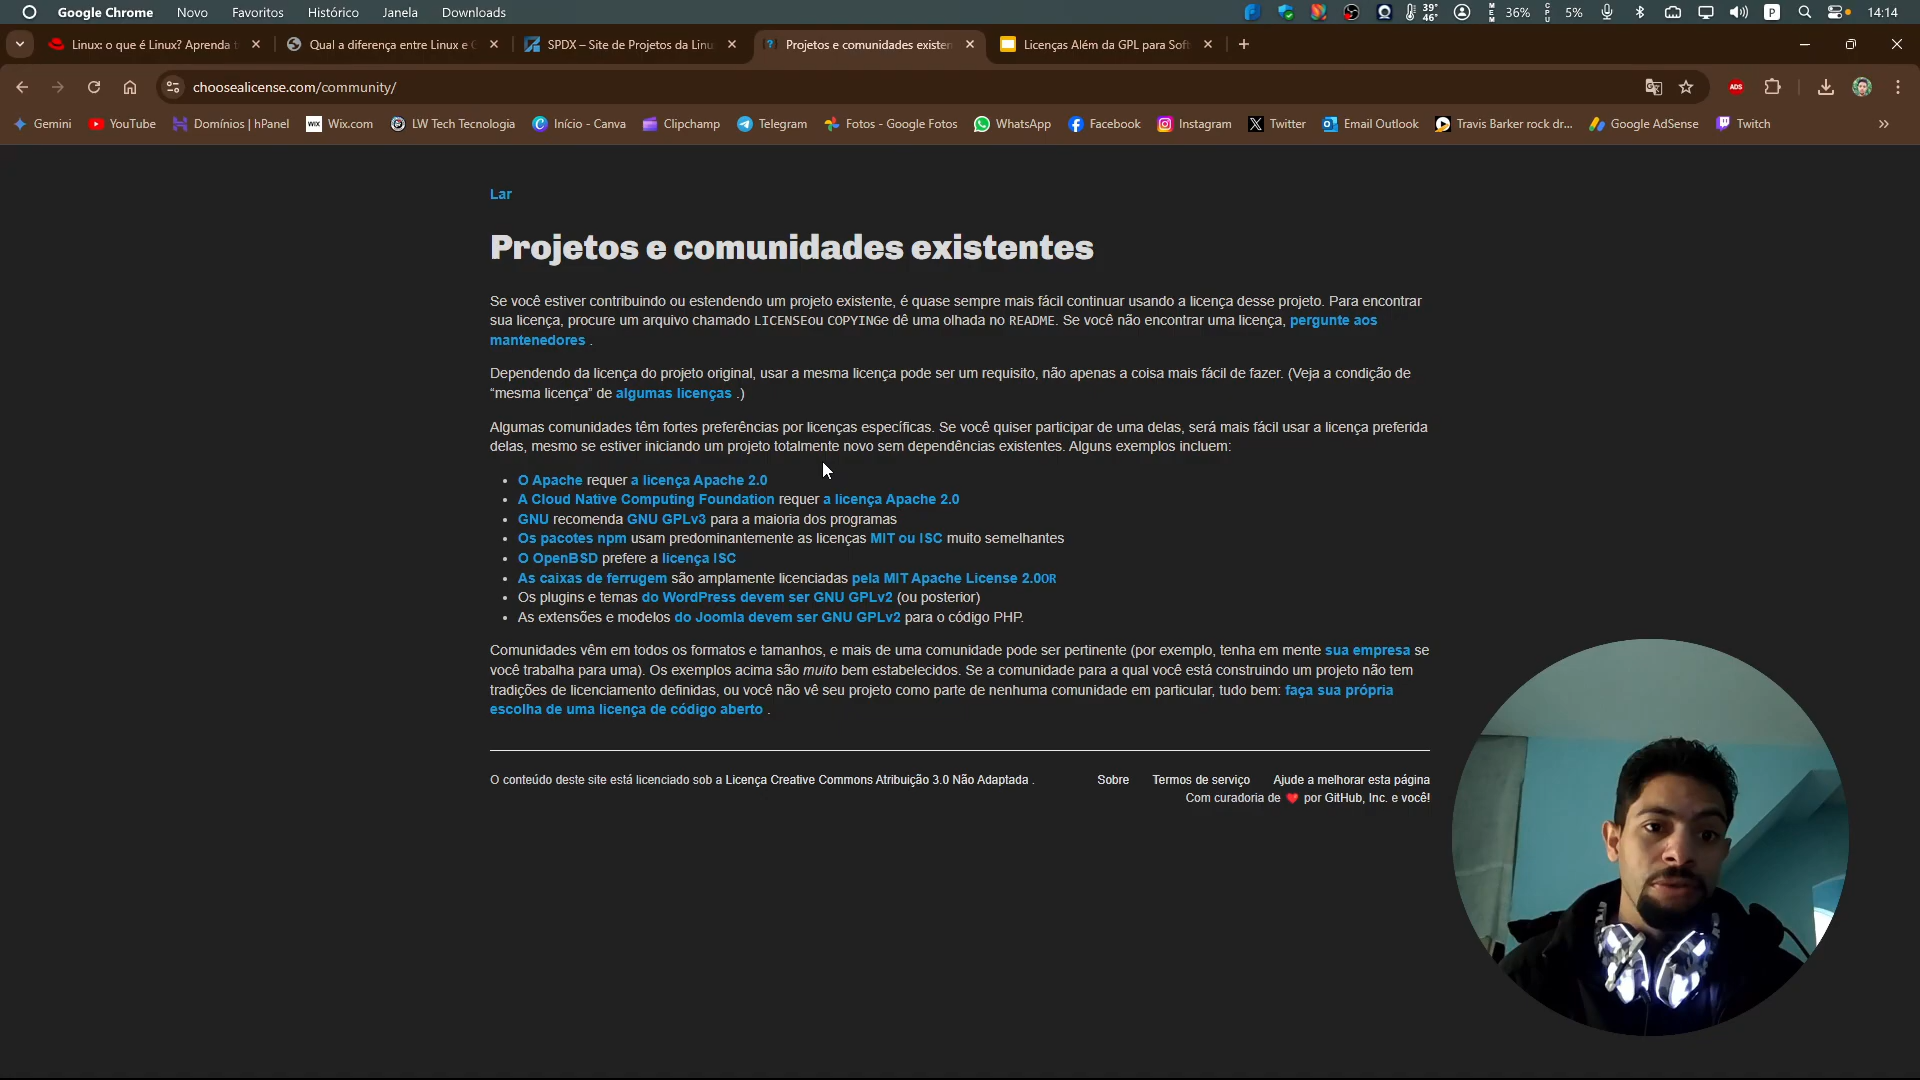 Google Chrome Novo Favoritos Histórico Janela Downloads 39° 46° MEM 36% CPU 5% P 14:14
Linux: o que é Linux? Aprenda t Qual a diferença entre Linux e G SPDX – Site de Projetos da Linu Projetos e comunidades existen Licenças Além da GPL para Soft
choosealicense.com/community/ ADS
Gemini YouTube Domínios | hPanel WIX Wix.com LW Tech Tecnologia Início - Canva Clipchamp Telegram Fotos - Google Fotos WhatsApp Facebook Instagram Twitter Email Outlook Travis Barker rock dr... Google AdSense Twitch
Lar
Projetos e comunidades existentes
Se você estiver contribuindo ou estendendo um projeto existente, é quase sempre mais fácil continuar usando a licença desse projeto. Para encontrar
sua licença, procure um arquivo chamado LICENSEou COPYINGe dê uma olhada no README. Se você não encontrar uma licença, pergunte aos
mantenedores .
Dependendo da licença do projeto original, usar a mesma licença pode ser um requisito, não apenas a coisa mais fácil de fazer. (Veja a condição de
“mesma licença” de algumas licenças .)
Algumas comunidades têm fortes preferências por licenças específicas. Se você quiser participar de uma delas, será mais fácil usar a licença preferida
delas, mesmo se estiver iniciando um projeto totalmente novo sem dependências existentes. Alguns exemplos incluem:
• O Apache requer a licença Apache 2.0
• A Cloud Native Computing Foundation requer a licença Apache 2.0
• GNU recomenda GNU GPLv3 para a maioria dos programas
• Os pacotes npm usam predominantemente as licenças MIT ou ISC muito semelhantes
• O OpenBSD prefere a licença ISC
• As caixas de ferrugem são amplamente licenciadas pela MIT Apache License 2.0OR
• Os plugins e temas do WordPress devem ser GNU GPLv2 (ou posterior)
• As extensões e modelos do Joomla devem ser GNU GPLv2 para o código PHP.
Comunidades vêm em todos os formatos e tamanhos, e mais de uma comunidade pode ser pertinente (por exemplo, tenha em mente sua empresa se
você trabalha para uma). Os exemplos acima são muito bem estabelecidos. Se a comunidade para a qual você está construindo um projeto não tem
tradições de licenciamento definidas, ou você não vê seu projeto como parte de nenhuma comunidade em particular, tudo bem: faça sua própria
escolha de uma licença de código aberto .
O conteúdo deste site está licenciado sob a Licença Creative Commons Atribuição 3.0 Não Adaptada . Sobre Termos de serviço Ajude a melhorar esta página
Com curadoria de ❤️ por GitHub, Inc. e você!